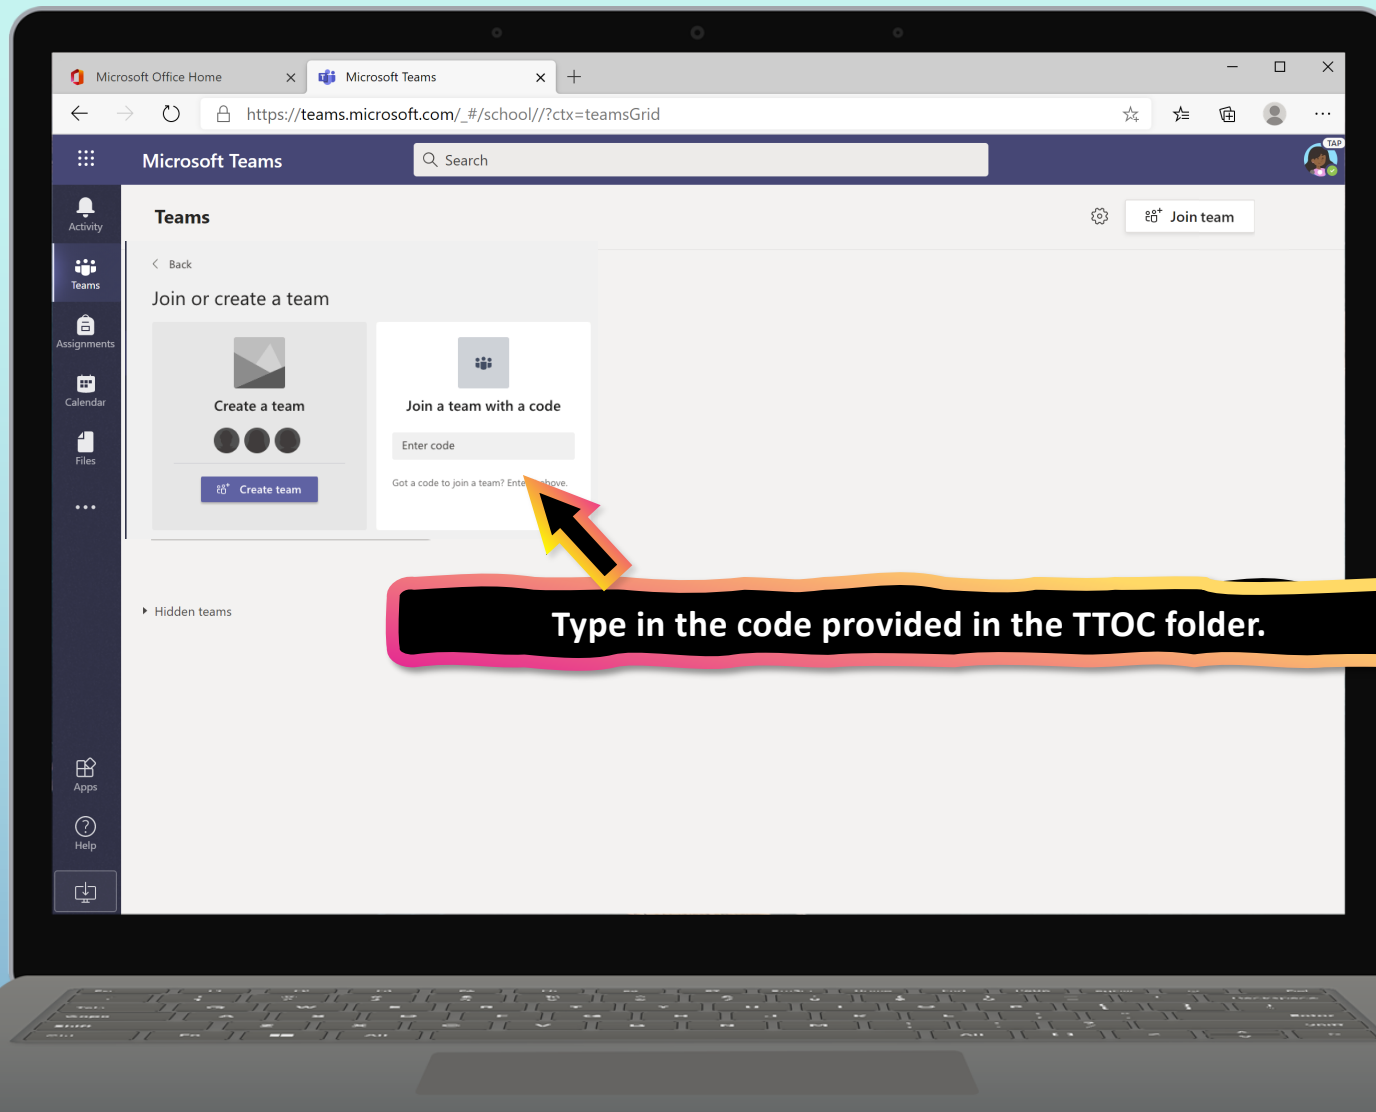 Microsoft Office Home
Microsoft Teams
https://teams.microsoft.com/_#/school//?ctx=teamsGrid
Microsoft Teams
Search
TAP
Activity
Teams
Assignments
Calendar
Files
Apps
Help
Teams
Join team
Back
Join or create a team
Create a team
Create team
Join a team with a code
Enter code
Got a code to join a team? Enter above.
Hidden teams
Type in the code provided in the TTOC folder.